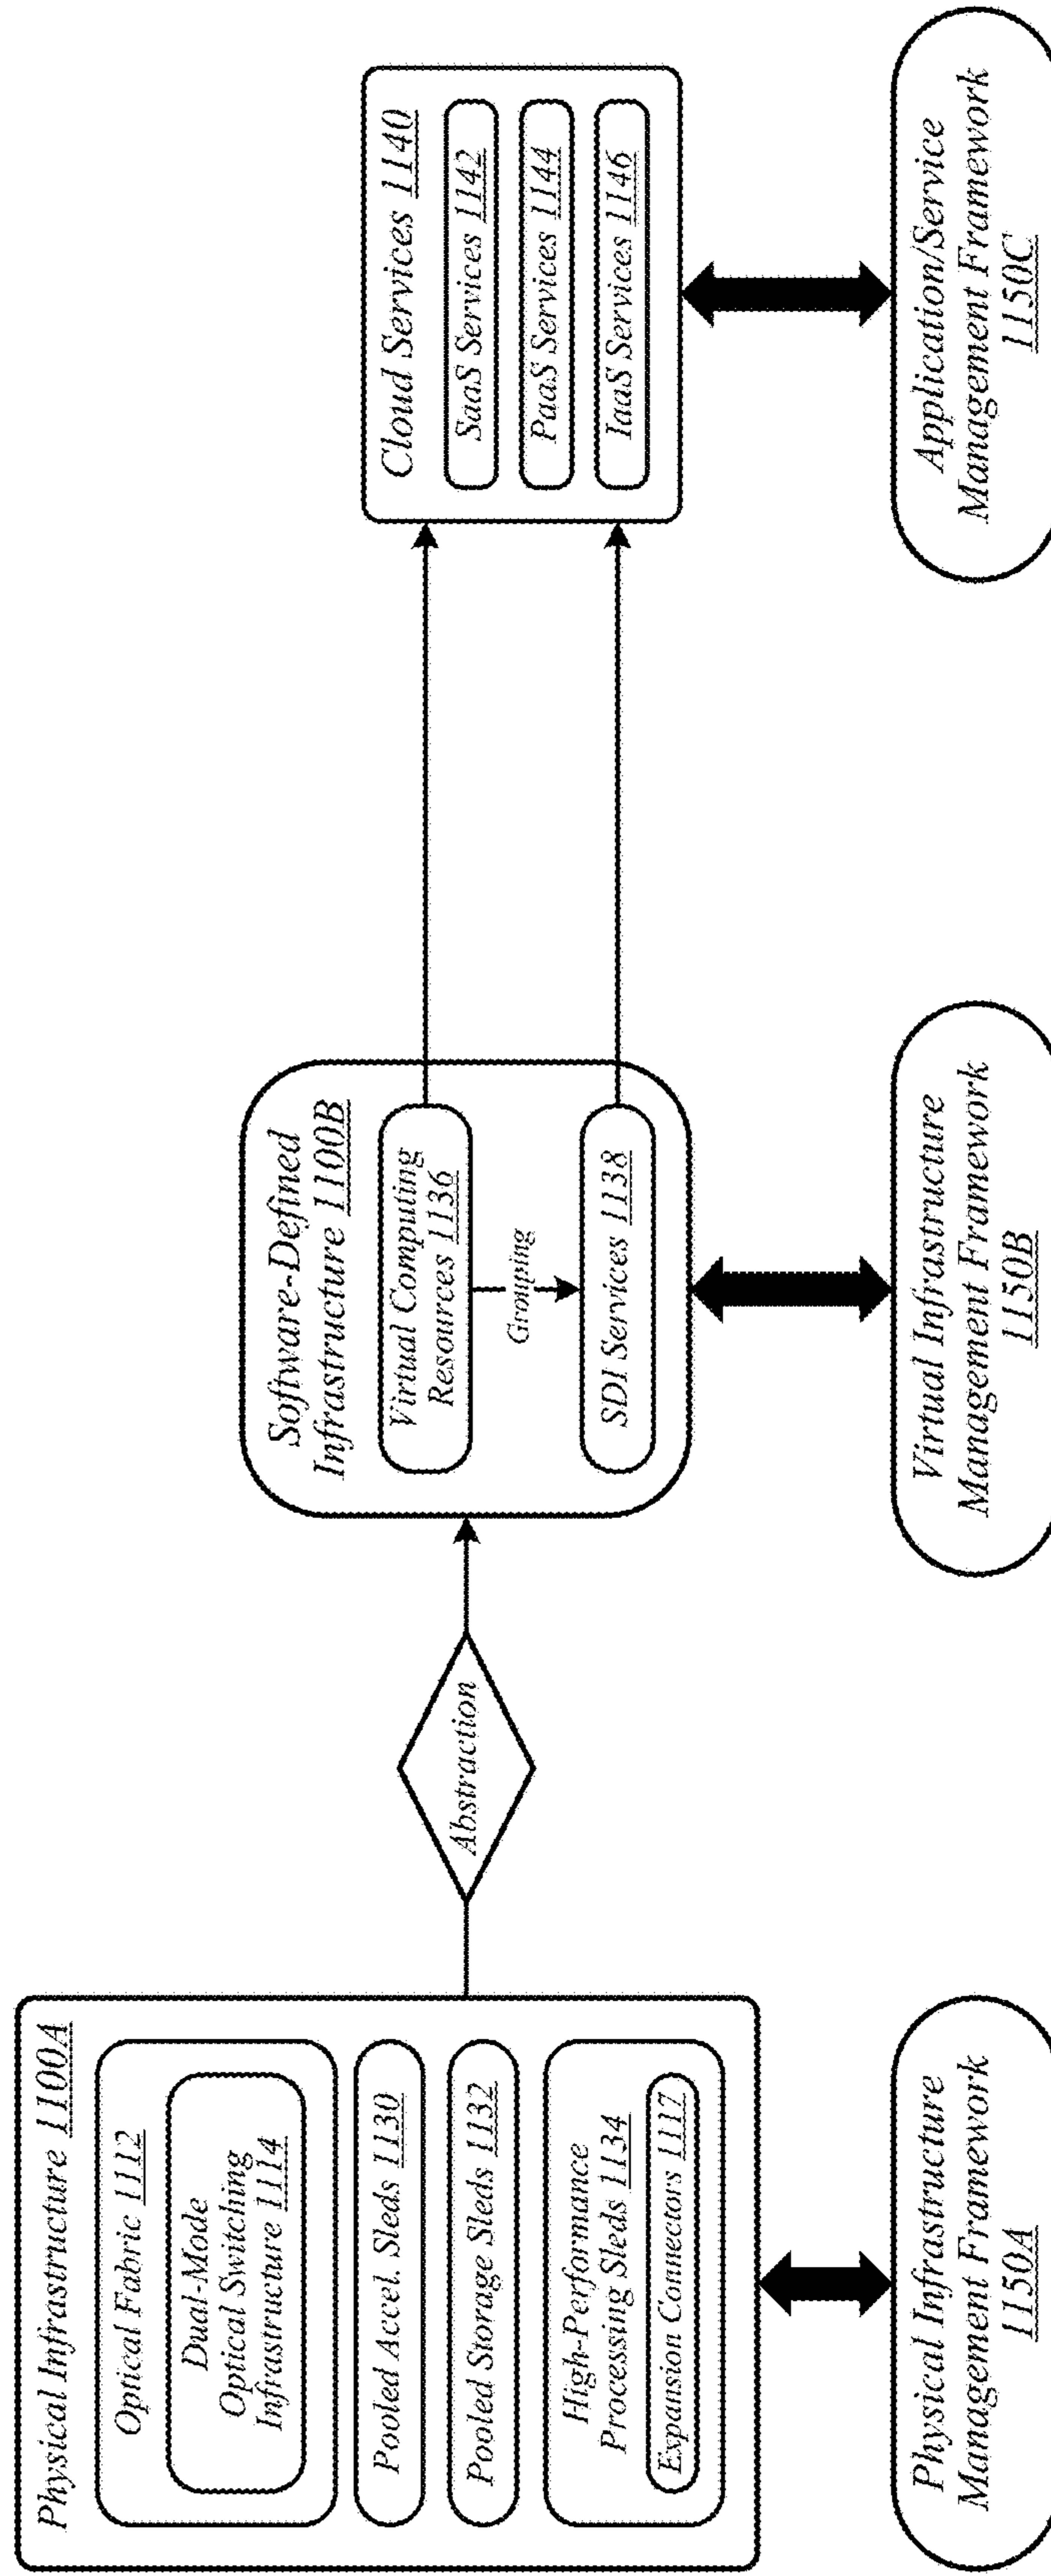 Physical Infrastructure 1100A
Optical Fabric 1112
Dual-Mode
Optical Switching
Infrastructure 1114
Pooled Accel. Sleds 1130
Pooled Storage Sleds 1132
High-Performance
Processing Sleds 1134
Expansion Connectors 1117
Physical Infrastructure
Management Framework
1150A
Abstraction
Software-Defined
Infrastructure 1100B
Virtual Computing
Resources 1136
Grouping
SDI Services 1138
Virtual Infrastructure
Management Framework
1150B
Cloud Services 1140
SaaS Services 1142
PaaS Services 1144
IaaS Services 1146
Application/Service
Management Framework
1150C